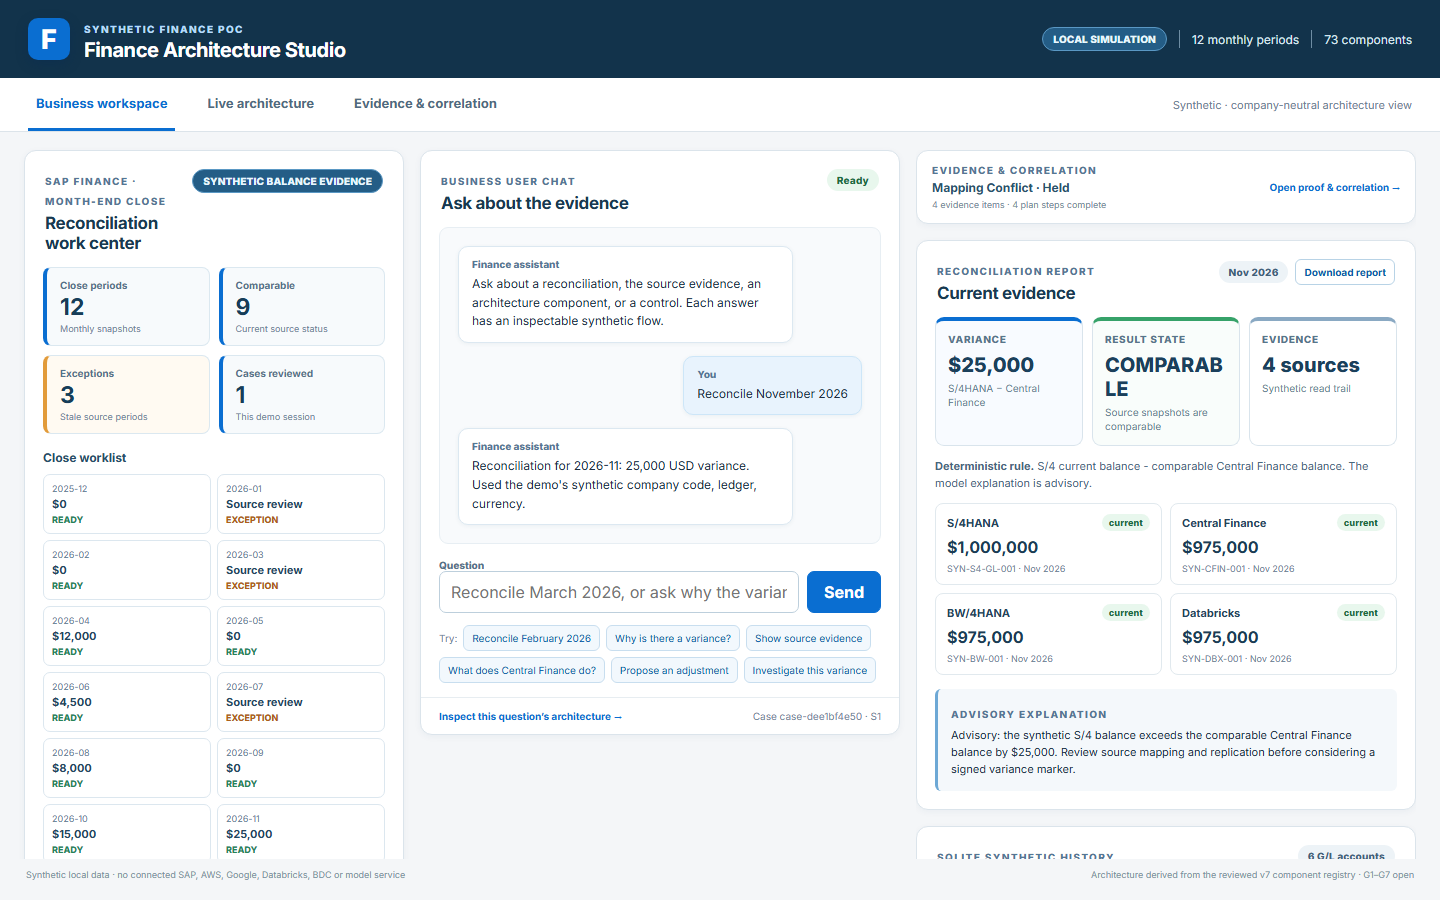 F
SYNTHETIC FINANCE POC
Finance Architecture Studio
LOCAL SIMULATION
12 monthly periods
73 components
Business workspace
Live architecture
Evidence & correlation
Synthetic · company-neutral architecture view
SAP FINANCE ·
MONTH-END CLOSE
SYNTHETIC BALANCE EVIDENCE
Reconciliation
work center
Close periods
12
Monthly snapshots
Comparable
9
Current source status
Exceptions
3
Stale source periods
Cases reviewed
1
This demo session
Close worklist
2025-12
$0
READY
2026-01
Source review
EXCEPTION
2026-02
$0
READY
2026-03
Source review
EXCEPTION
2026-04
$12,000
READY
2026-05
$0
READY
2026-06
$4,500
READY
2026-07
Source review
EXCEPTION
2026-08
$8,000
READY
2026-09
$0
READY
2026-10
$15,000
READY
2026-11
$25,000
READY
BUSINESS USER CHAT
Ask about the evidence
Ready
Finance assistant
Ask about a reconciliation, the source evidence, an
architecture component, or a control. Each answer
has an inspectable synthetic flow.
You
Reconcile November 2026
Finance assistant
Reconciliation for 2026-11: 25,000 USD variance.
Used the demo's synthetic company code, ledger,
currency.
Question
Reconcile March 2026, or ask why the variar
Send
Try:
Reconcile February 2026
Why is there a variance?
Show source evidence
What does Central Finance do?
Propose an adjustment
Investigate this variance
Inspect this question's architecture →
Case case-dee1bf4e50 · S1
EVIDENCE & CORRELATION
Mapping Conflict · Held
4 evidence items · 4 plan steps complete
Open proof & correlation →
RECONCILIATION REPORT
Current evidence
Nov 2026
Download report
VARIANCE
$25,000
S/4HANA − Central
Finance
RESULT STATE
COMPARAB
LE
Source snapshots are
comparable
EVIDENCE
4 sources
Synthetic read trail
Deterministic rule. S/4 current balance - comparable Central Finance balance. The
model explanation is advisory.
S/4HANA
current
$1,000,000
SYN-S4-GL-001 · Nov 2026
Central Finance
current
$975,000
SYN-CFIN-001 · Nov 2026
BW/4HANA
current
$975,000
SYN-BW-001 · Nov 2026
Databricks
current
$975,000
SYN-DBX-001 · Nov 2026
ADVISORY EXPLANATION
Advisory: the synthetic S/4 balance exceeds the comparable Central Finance
balance by $25,000. Review source mapping and replication before considering a
signed variance marker.
SQLITE SYNTHETIC HISTORY
6 G/L accounts
Synthetic local data · no connected SAP, AWS, Google, Databricks, BDC or model service
Architecture derived from the reviewed v7 component registry · G1–G7 open